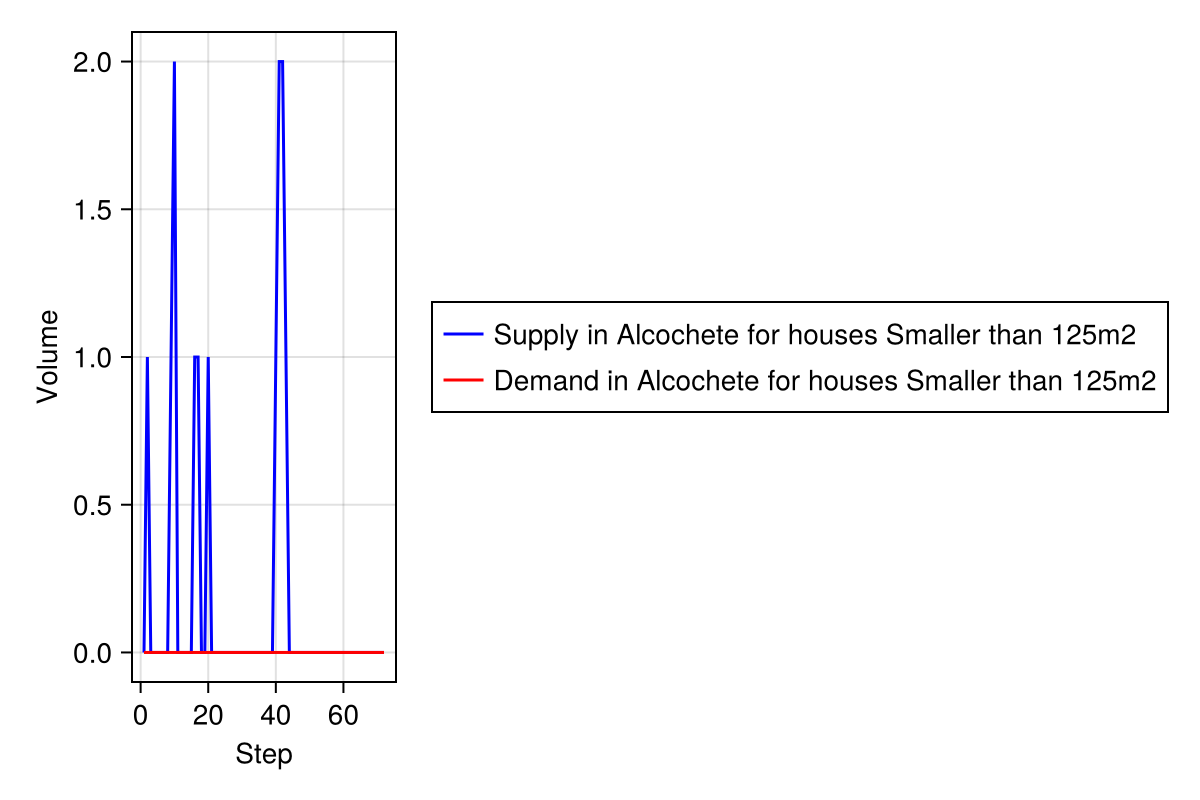 2.0
1.5
1.0
0.5
0.0
Volume
0 20 40 60
Step
Supply in Alcochete for houses Smaller than 125m2
Demand in Alcochete for houses Smaller than 125m2